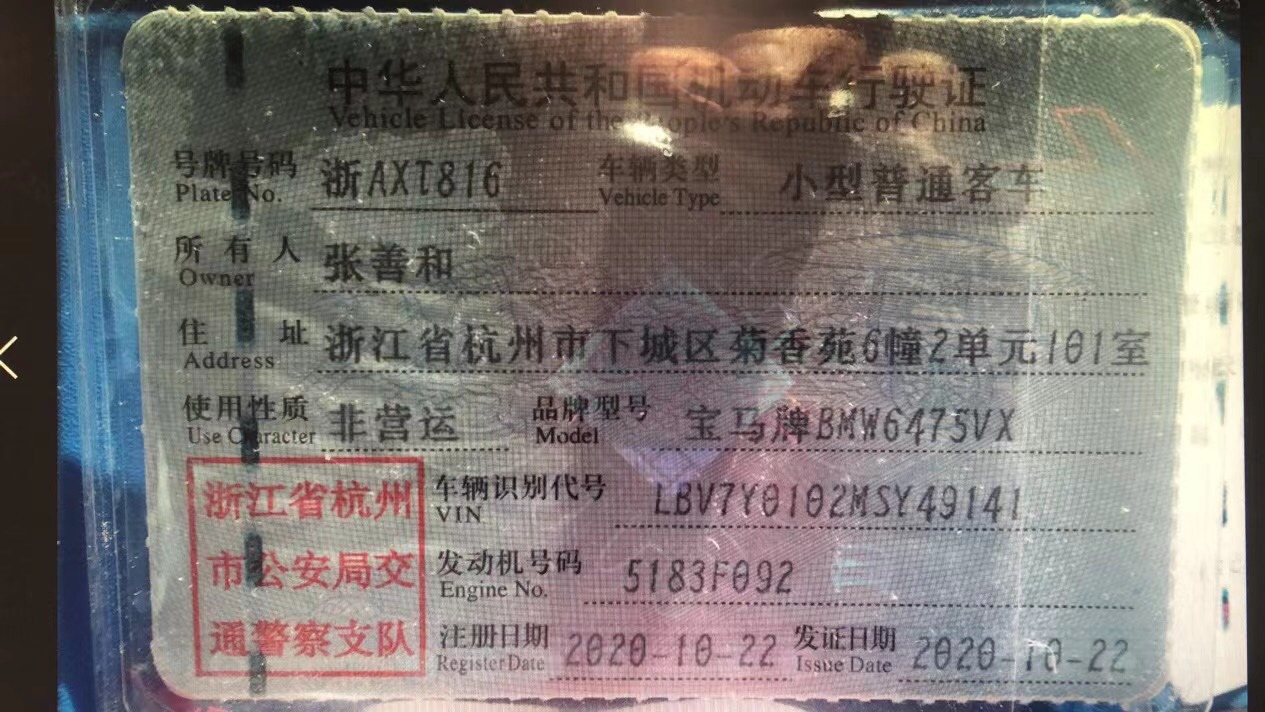 中华人民共和国机动车行驶证
Vehicle License of the People's Republic of China
号牌号码 浙AXT816 车辆类型 小型普通客车
Plate No. Vehicle Type
所有人 张善和
Owner
住址 浙江省杭州市下城区菊香苑6幢2单元101室
Address
使用性质 非营运 品牌型号 宝马牌BMW6475VX
Use Character Model
浙江省杭州
市公安局交
通警察支队
车辆识别代号 LBV7Y0102MSY49141
VIN
发动机号码 5183F092
Engine No.
注册日期 2020-10-22 发证日期 2020-10-22
Register Date Issue Date